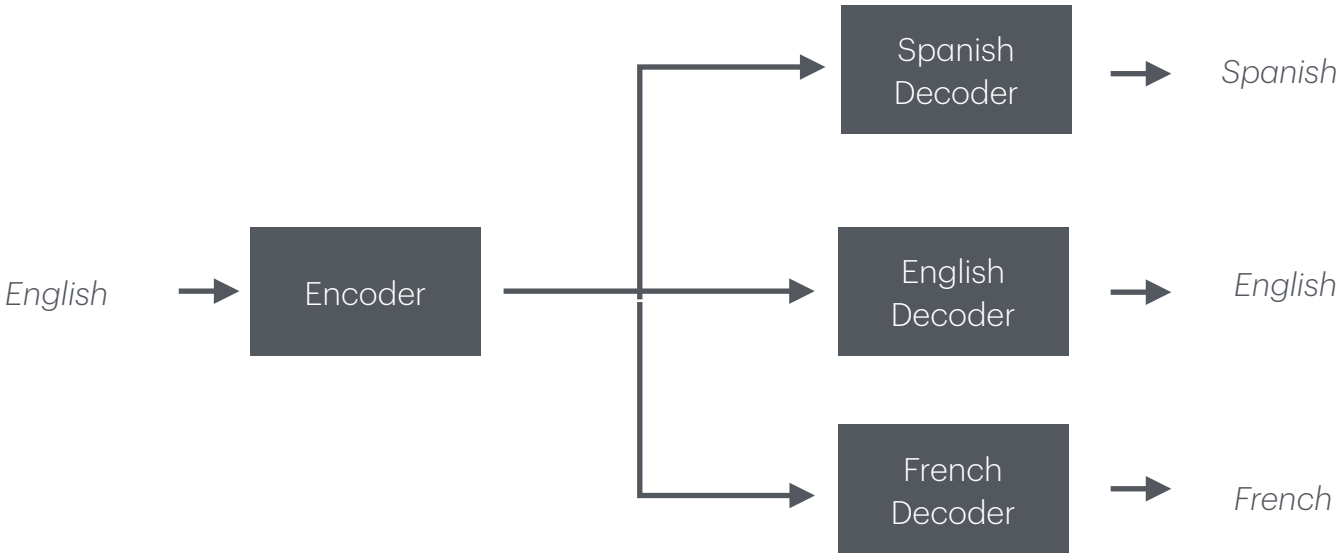 Spanish
Decoder
Spanish
English
Encoder
English
Decoder
English
French
Decoder
French